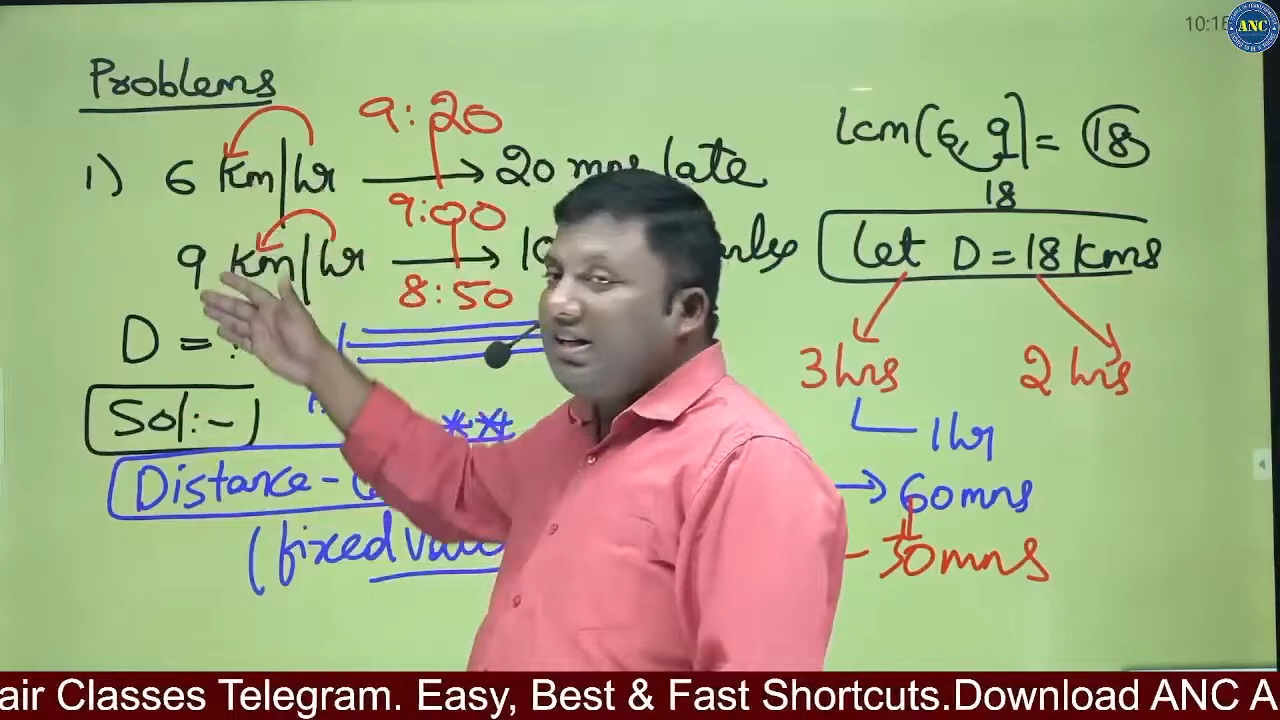 10:15
ANC
Problems
9:20
1) 6 Km/hr → 20 mns late
9:00
9 Km/hr →
8:50
D = ?
Sol:-
**
Distance -
(fixed
lcm(6, 9) = 18
18
Let D = 18 kms
3 hrs 2 hrs
1 hr
→ 60 mns
- 30 mns
air Classes Telegram. Easy, Best & Fast Shortcuts.Download ANC A